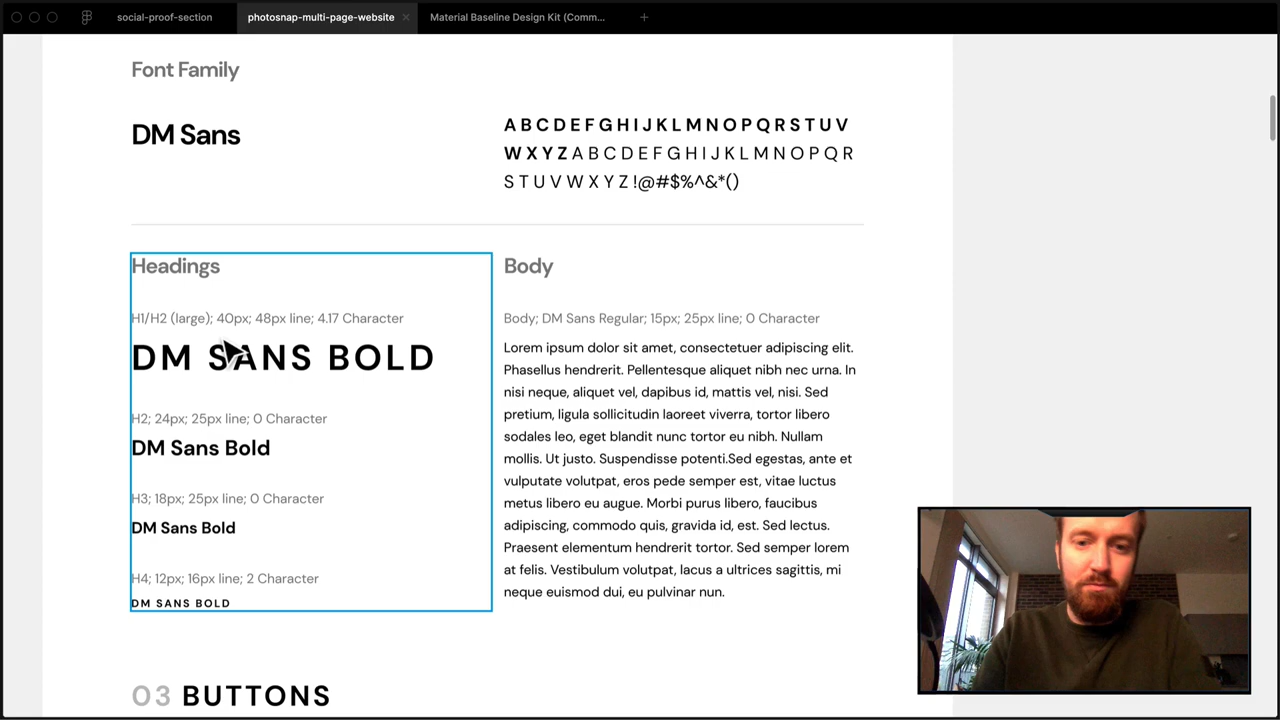 social-proof-section
photosnap-multi-page-website
Material Baseline Design Kit (Comm...
Font Family
DM Sans
A B C D E F G H I J K L M N O P Q R S T U V
W X Y Z A B C D E F G H I J K L M N O P Q R
S T U V W X Y Z !@#$%^&*()
Headings
H1/H2 (large); 40px; 48px line; 4.17 Character
DM SANS BOLD
H2; 24px; 25px line; 0 Character
DM Sans Bold
H3; 18px; 25px line; 0 Character
DM Sans Bold
H4; 12px; 16px line; 2 Character
DM SANS BOLD
Body
Body; DM Sans Regular; 15px; 25px line; 0 Character
Lorem ipsum dolor sit amet, consectetuer adipiscing elit.
Phasellus hendrerit. Pellentesque aliquet nibh nec urna. In
nisi neque, aliquet vel, dapibus id, mattis vel, nisi. Sed
pretium, ligula sollicitudin laoreet viverra, tortor libero
sodales leo, eget blandit nunc tortor eu nibh. Nullam
mollis. Ut justo. Suspendisse potenti.Sed egestas, ante et
vulputate volutpat, eros pede semper est, vitae luctus
metus libero eu augue. Morbi purus libero, faucibus
adipiscing, commodo quis, gravida id, est. Sed lectus.
Praesent elementum hendrerit tortor. Sed semper lorem
at felis. Vestibulum volutpat, lacus a ultrices sagittis, mi
neque euismod dui, eu pulvinar nun.
03 BUTTONS